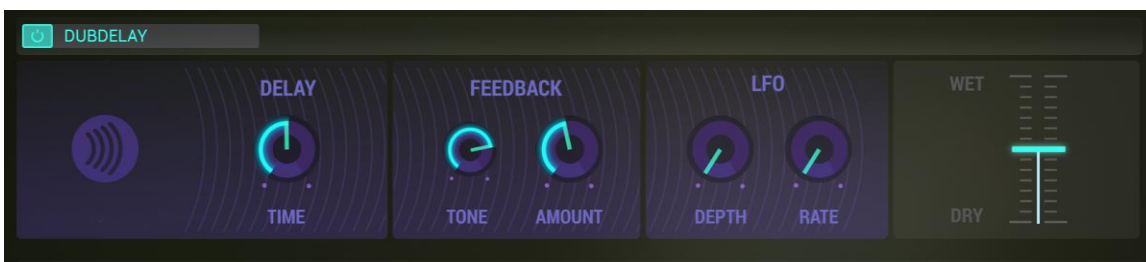 DUBDELAY
DELAY
TIME
FEEDBACK
TONE AMOUNT
LFO
DEPTH RATE
WET
DRY